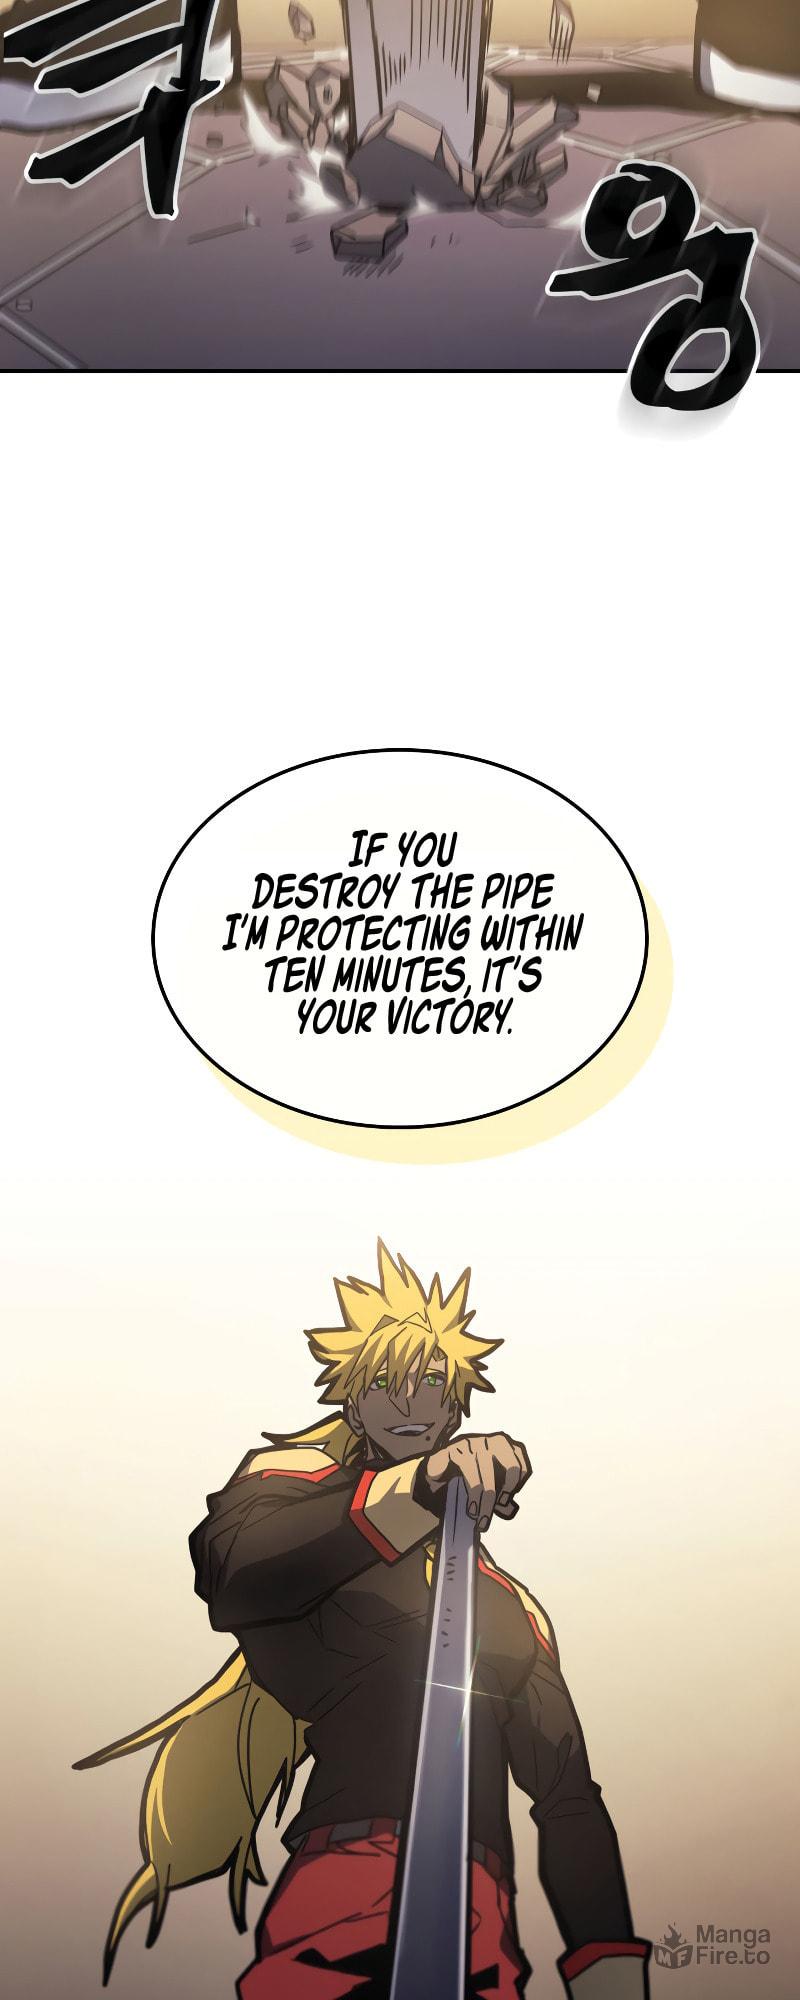 쿠
웅
IF YOU
DESTROY THE PIPE
I'M PROTECTING WITHIN
TEN MINUTES, IT'S
YOUR VICTORY.
Manga
Fire.to